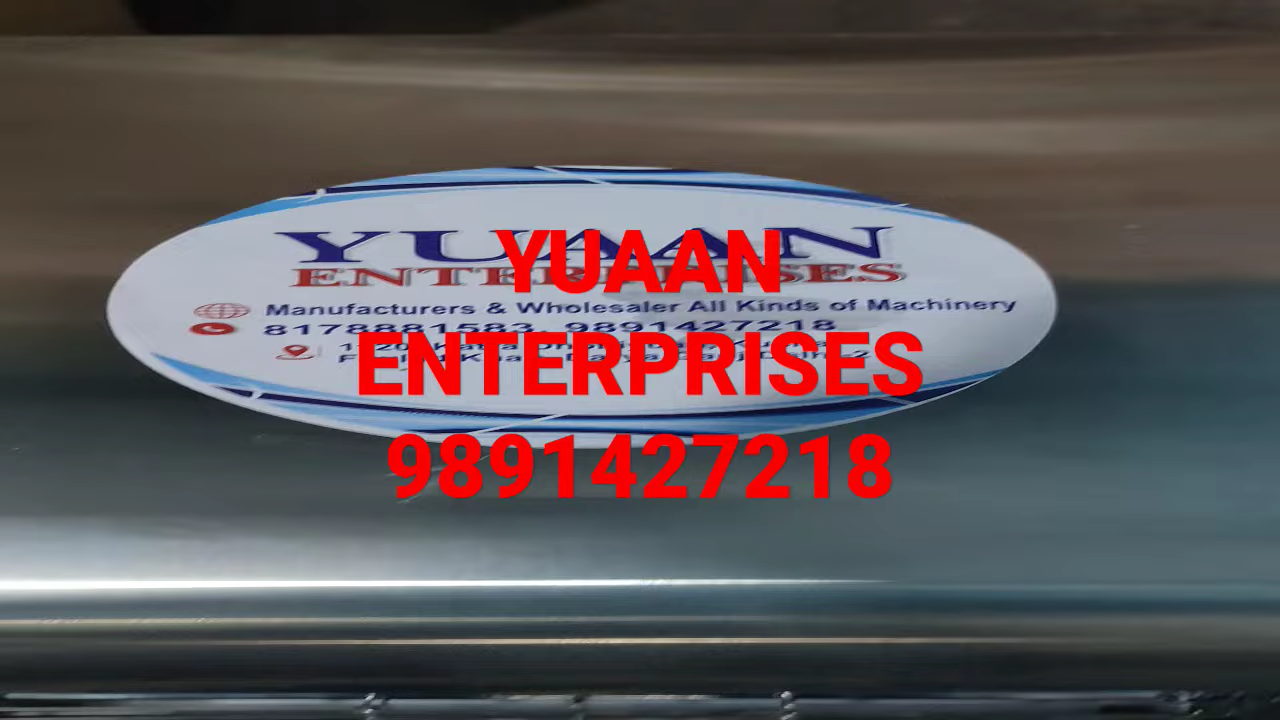 YUAAN
ENTERPRISES
Manufacturers & Wholesaler All Kinds of Machinery
8178881583, 9891427218
YUAAN
ENTERPRISES
9891427218